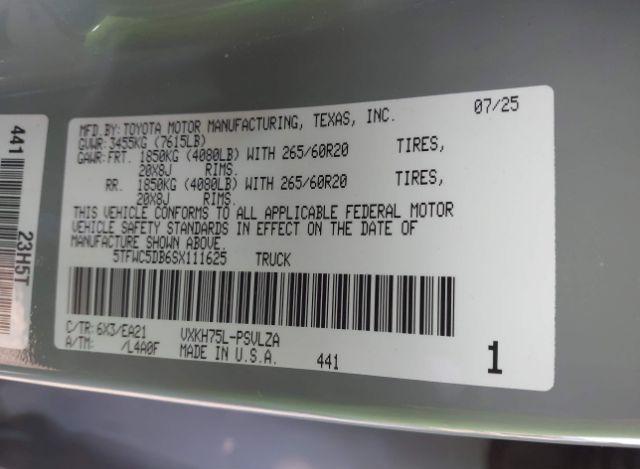 MFD.BY: TOYOTA MOTOR MANUFACTURING, TEXAS, INC. 07/25
GVWR: 3455KG (7615LB)
GAWR: FRT. 1850KG (4080LB) WITH 265/60R20 TIRES,
20X8J RIMS.
RR. 1850KG (4080LB) WITH 265/60R20 TIRES,
20X8J RIMS.
THIS VEHICLE CONFORMS TO ALL APPLICABLE FEDERAL MOTOR
VEHICLE SAFETY STANDARDS IN EFFECT ON THE DATE OF
MANUFACTURE SHOWN ABOVE.
5TFWC5DB6SX111625 TRUCK
C/TR: 6X3/EA21 VXKH75L-PSVLZA
A/TM: /L4A0F MADE IN U.S.A. 441 1
441
23H5T